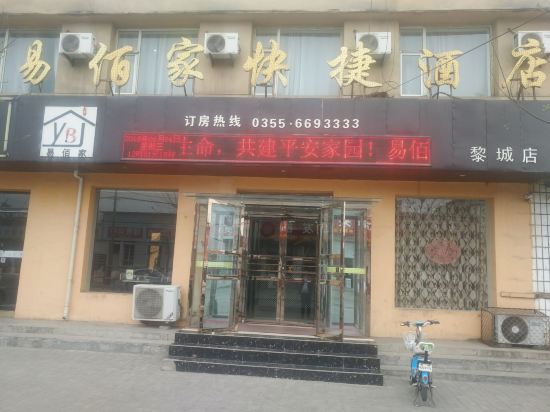 易佰家快捷酒店
订房热线 0355-6693333
YBJ
易佰家
生命，共建平安家园！易佰
黎城店